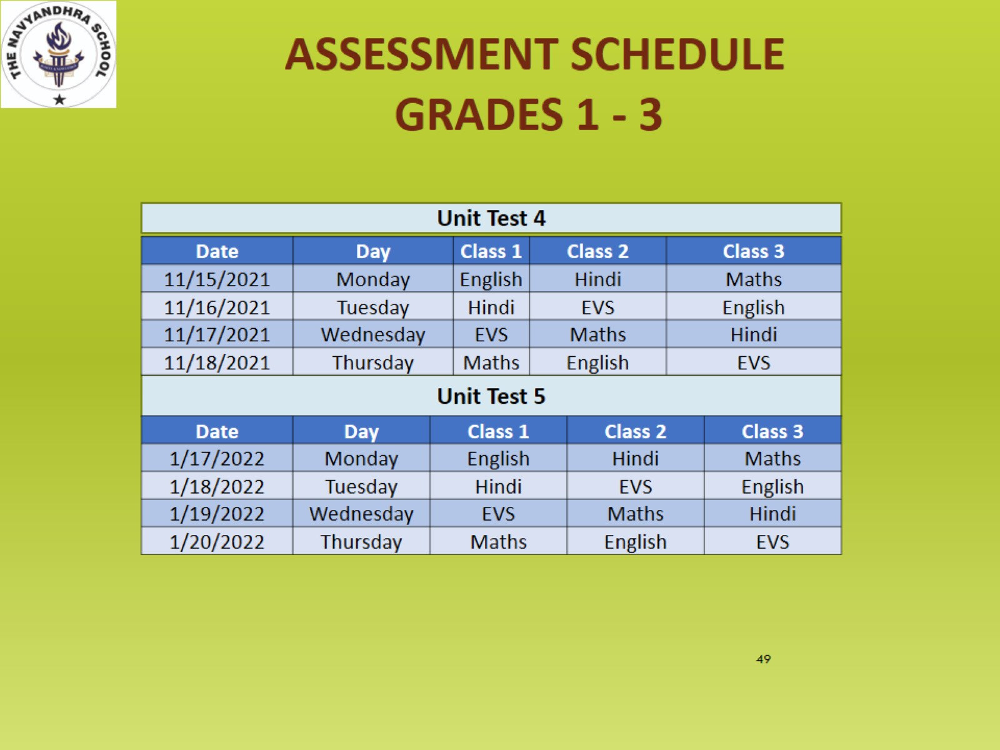 THE NAVYANDHRA SCHOOL
ASSESSMENT SCHEDULE
GRADES 1 - 3
Unit Test 4
Date Day Class 1 Class 2 Class 3
11/15/2021 Monday English Hindi Maths
11/16/2021 Tuesday Hindi EVS English
11/17/2021 Wednesday EVS Maths Hindi
11/18/2021 Thursday Maths English EVS
Unit Test 5
Date Day Class 1 Class 2 Class 3
1/17/2022 Monday English Hindi Maths
1/18/2022 Tuesday Hindi EVS English
1/19/2022 Wednesday EVS Maths Hindi
1/20/2022 Thursday Maths English EVS
49